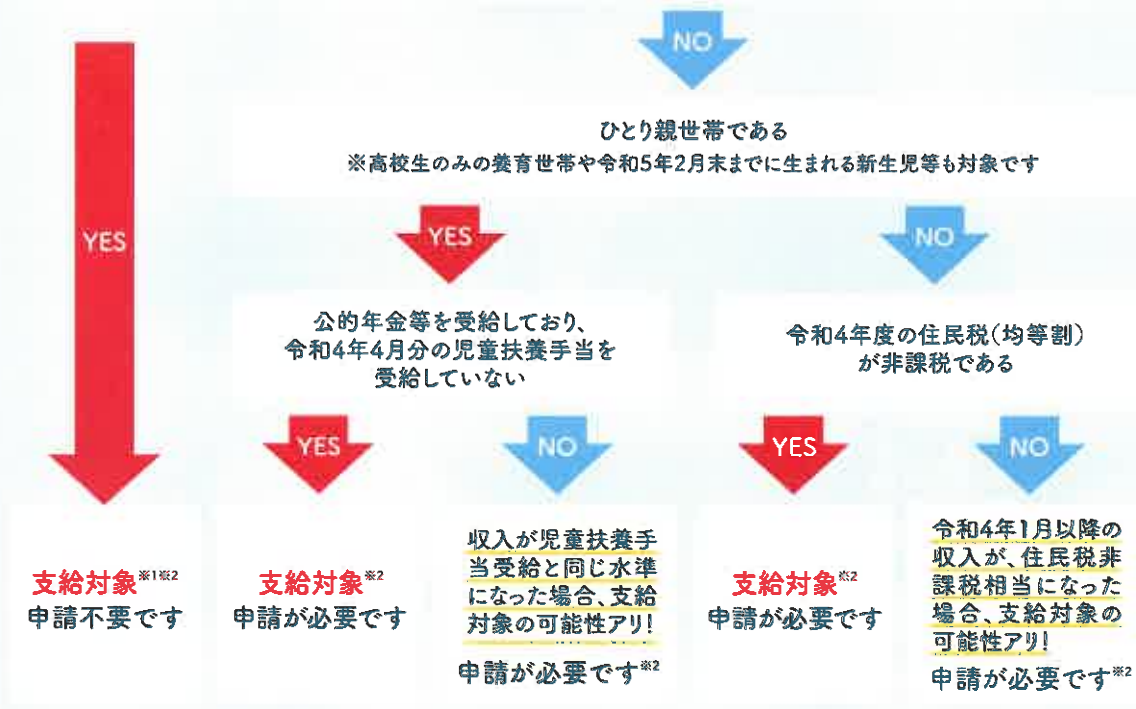 NO
ひとり親世帯である
※高校生のみの養育世帯や令和5年2月末までに生まれる新生児等も対象です
YES
YES
NO
公的年金等を受給しており、
令和4年4月分の児童扶養手当を
受給していない
令和4年度の住民税(均等割)
が非課税である
YES
NO
YES
NO
支給対象※1※2
申請不要です
支給対象※2
申請が必要です
収入が児童扶養手
当受給と同じ水準
になった場合、支給
対象の可能性アリ!
申請が必要です※2
支給対象※2
申請が必要です
令和4年1月以降の
収入が、住民税非
課税相当になった
場合、支給対象の
可能性アリ!
申請が必要です※2